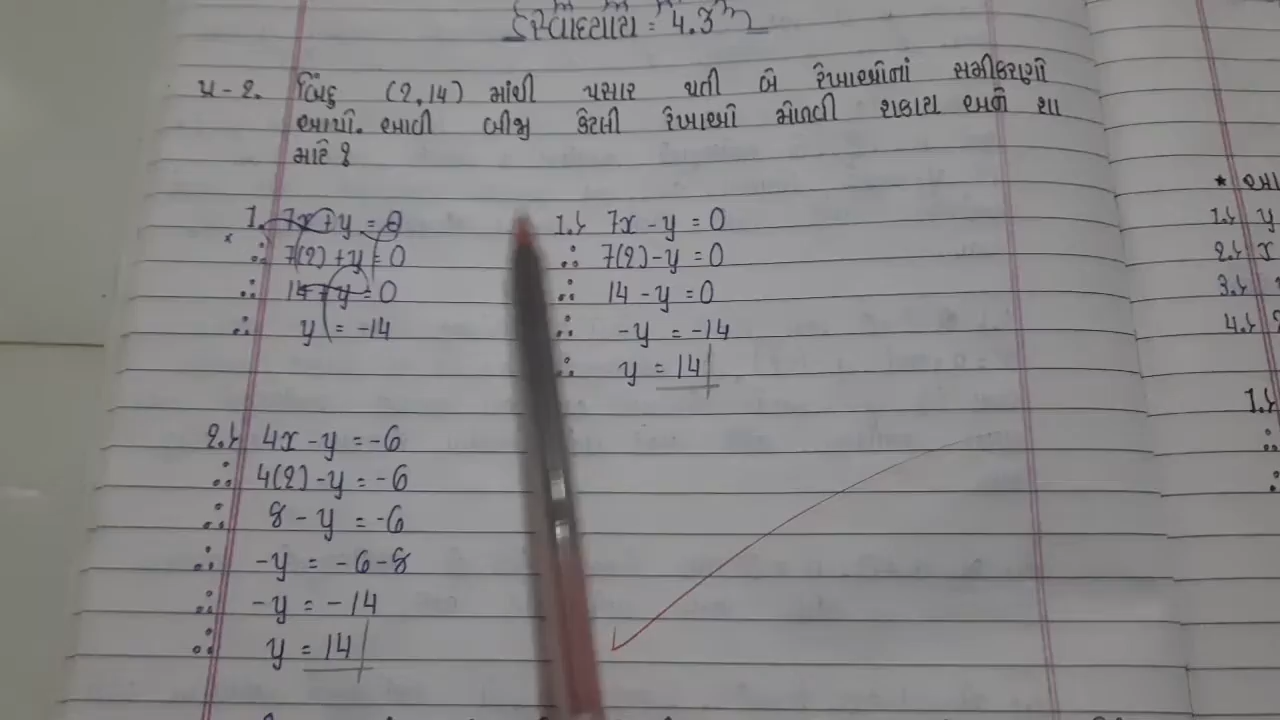 સ્વાધ્યાય = 4.3
પ્ર-2. બિંદુ (2,14) માંથી પસાર થતી બે રેખાઓનાં સમીકરણો
આપો. આવી બીજી કેટલી રેખાઓ મેળવી શકાય અને શા
માટે ?
1. 7x+y=0
∴ 7(2)+y=0
∴ 14+y=0
∴ y = -14
1.} 7x-y=0
∴ 7(2)-y=0
∴ 14-y=0
∴ -y = -14
∴ y = 14
2.} 4x-y=-6
∴ 4(2)-y=-6
∴ 8-y=-6
∴ -y = -6-8
∴ -y = -14
∴ y = 14
* આ
1.} y
2.} x
3.}
4.}
1.}
∴
∴